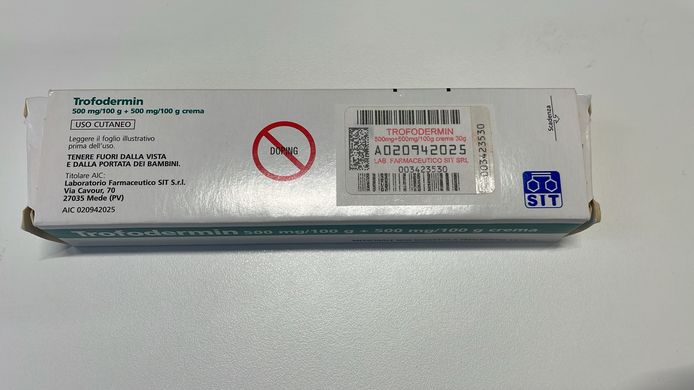 Trofodermin
500 mg/100 g + 500 mg/100 g crema
USO CUTANEO
Leggere il foglio illustrativo
prima dell'uso.
TENERE FUORI DALLA VISTA
E DALLA PORTATA DEI BAMBINI.
Titolare AIC:
Laboratorio Farmaceutico SIT S.r.l.
Via Cavour, 70
27035 Mede (PV)
AIC 020942025
DOPING
TROFODERMIN
500mg+500mg/100g crema 30g
A020942025
LAB. FARMACEUTICO SIT SRL
003423530
003423530
Scadenza
SIT
Trofodermin 500 mg/100 g + 500 mg/100 g crema